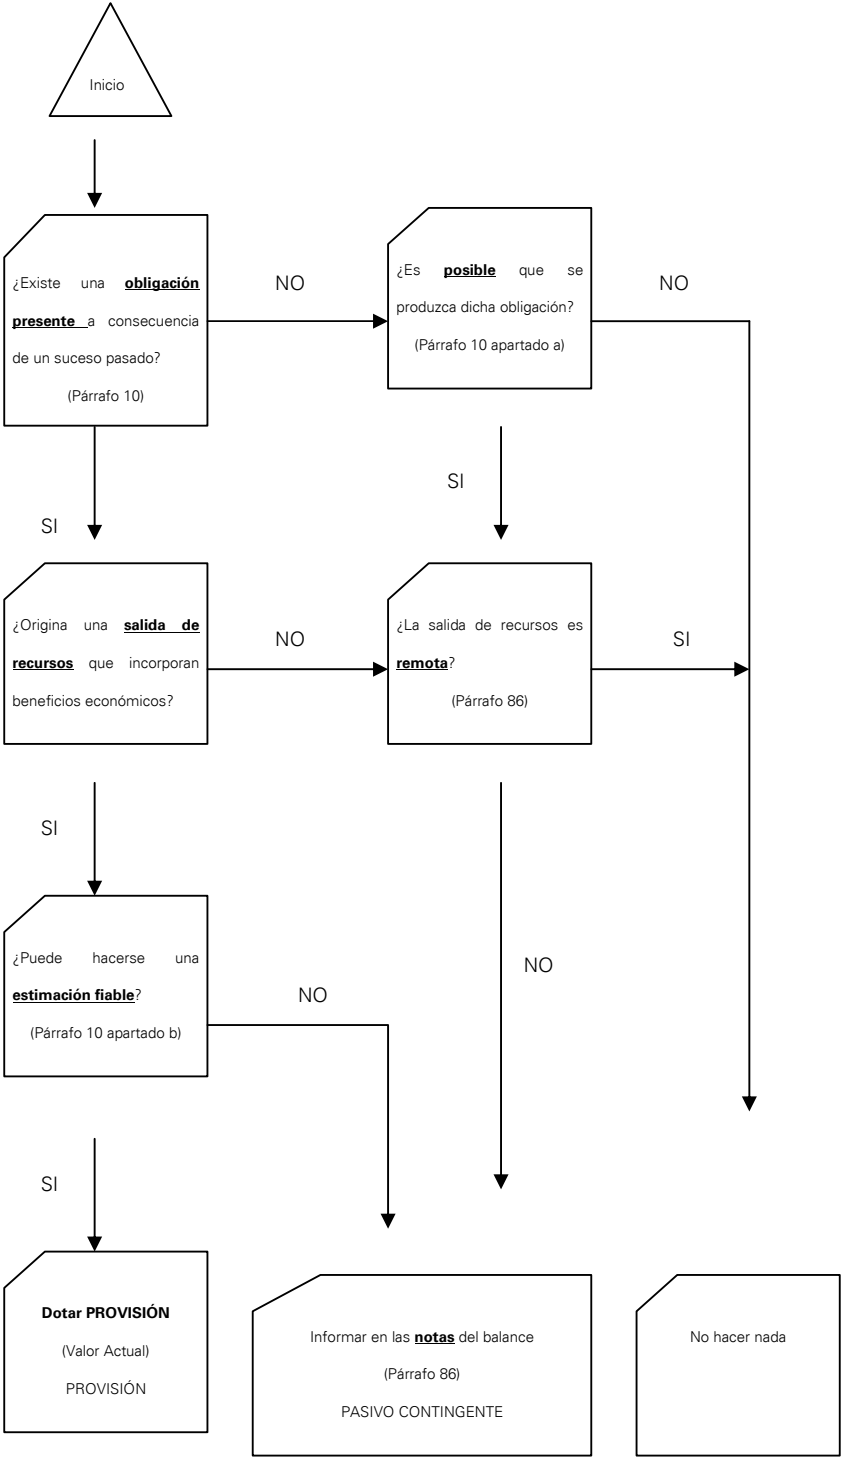 Inicio
¿Existe una obligación
presente a consecuencia
de un suceso pasado?
(Párrafo 10)
NO
¿Es posible que se
produzca dicha obligación?
(Párrafo 10 apartado a)
NO
SI
SI
¿Origina una salida de
recursos que incorporan
beneficios económicos?
NO
¿La salida de recursos es
remota?
(Párrafo 86)
SI
SI
NO
¿Puede hacerse una
estimación fiable?
(Párrafo 10 apartado b)
NO
SI
Dotar PROVISIÓN
(Valor Actual)
PROVISIÓN
Informar en las notas del balance
(Párrafo 86)
PASIVO CONTINGENTE
No hacer nada